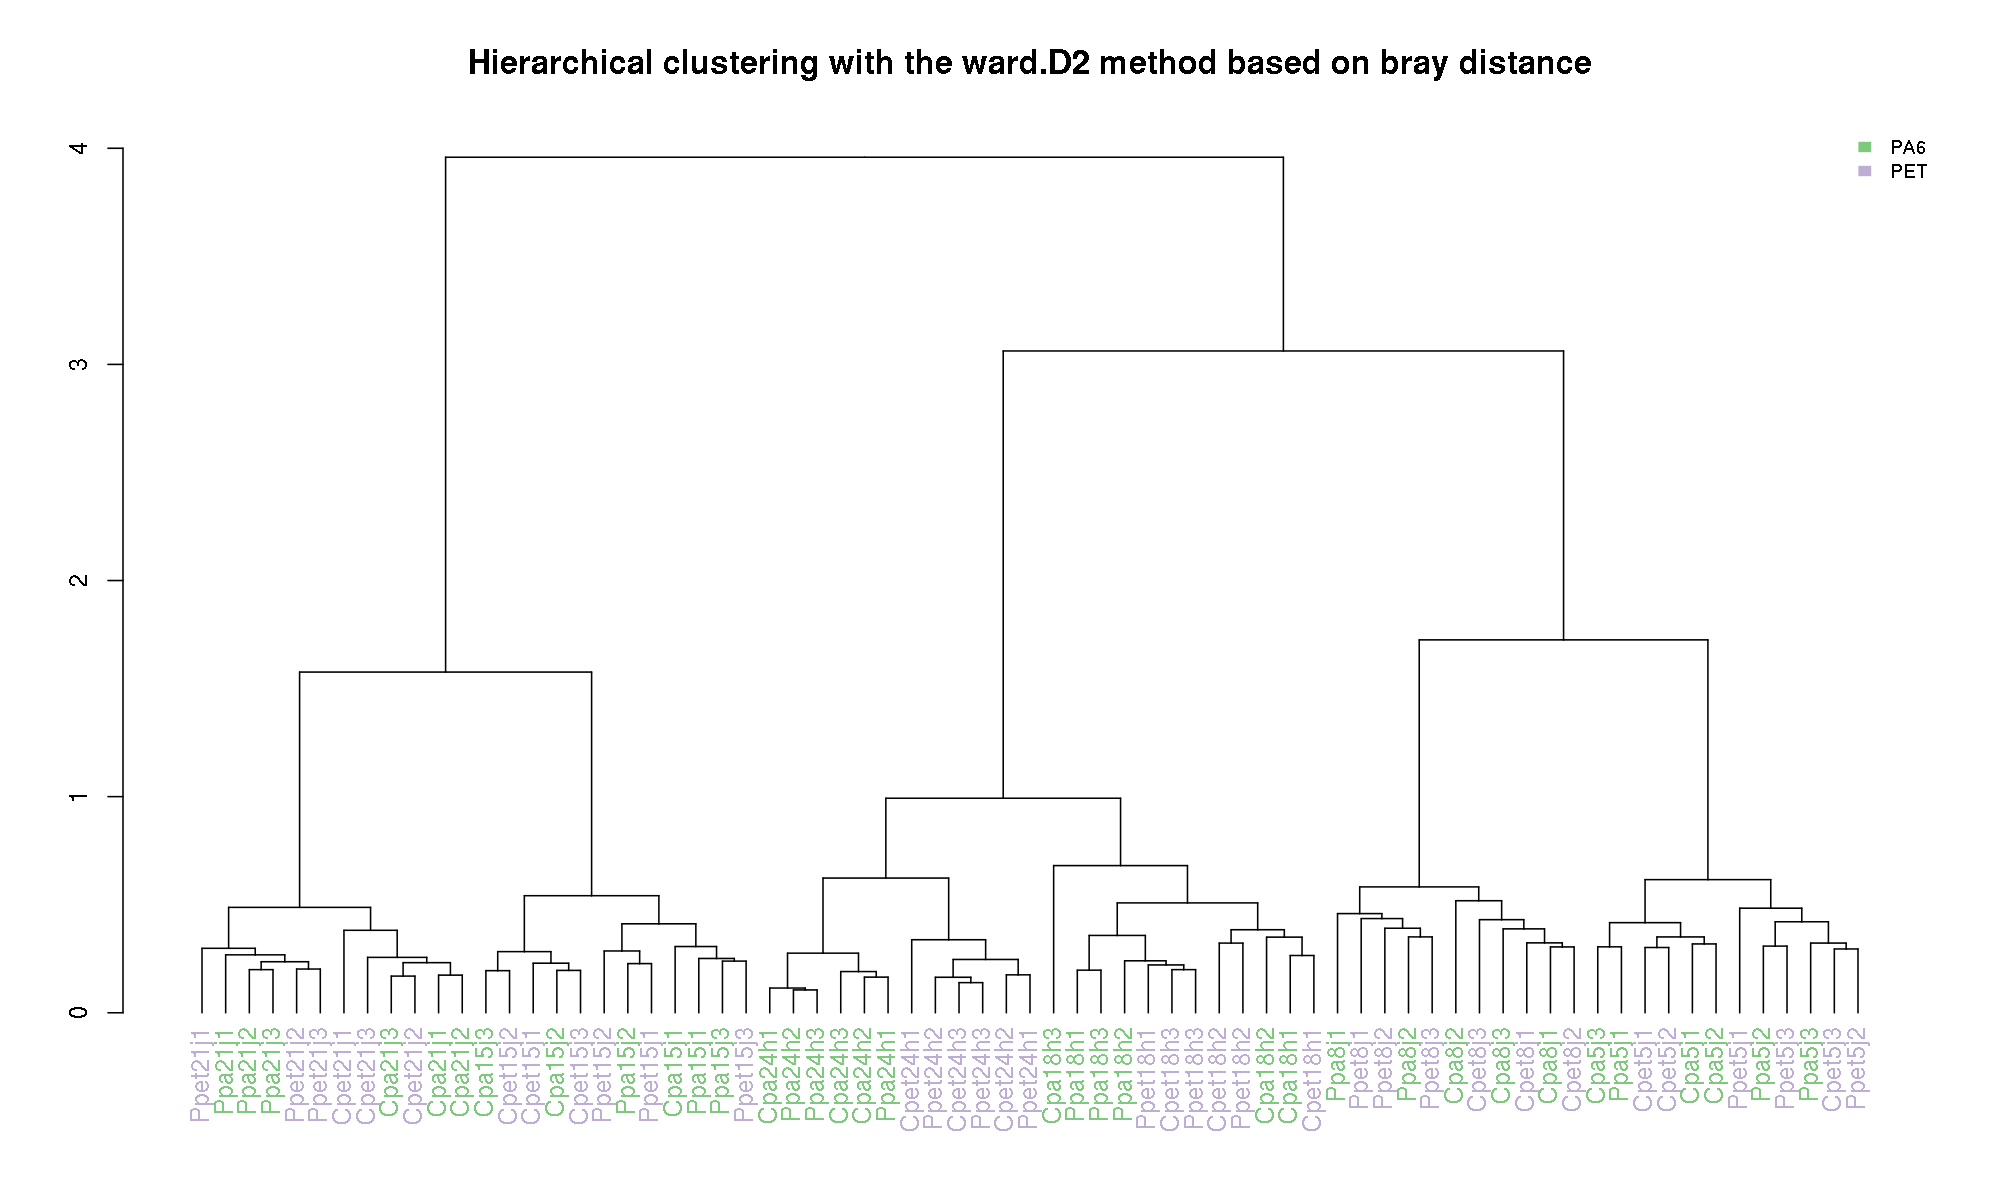 Hierarchical clustering with the ward.D2 method based on bray distance
4
3
2
1
0
PA6
PET
Ppet21j1
Ppa21j1
Ppa21j2
Ppa21j3
Ppet21j2
Ppet21j3
Cpet21j1
Cpet21j3
Cpa21j3
Cpet21j2
Cpa21j1
Cpa21j2
Cpa15j3
Cpet15j2
Cpet15j1
Cpa15j2
Cpet15j3
Ppet15j2
Ppa15j2
Ppet15j1
Cpa15j1
Ppa15j1
Ppa15j3
Ppet15j3
Cpa24h1
Ppa24h2
Ppa24h3
Cpa24h3
Cpa24h2
Ppa24h1
Cpet24h1
Ppet24h2
Cpet24h3
Ppet24h3
Cpet24h2
Ppet24h1
Cpa18h3
Ppa18h1
Ppa18h3
Ppa18h2
Ppet18h1
Cpet18h3
Ppet18h3
Cpet18h2
Ppet18h2
Cpa18h2
Cpa18h1
Cpet18h1
Ppa8j1
Ppet8j1
Ppet8j2
Ppa8j2
Ppet8j3
Cpa8j2
Cpet8j3
Cpa8j3
Cpet8j1
Cpa8j1
Cpet8j2
Cpa5j3
Ppa5j1
Cpet5j1
Cpet5j2
Cpa5j1
Cpa5j2
Ppet5j1
Ppa5j2
Ppet5j3
Ppa5j3
Cpet5j3
Ppet5j2